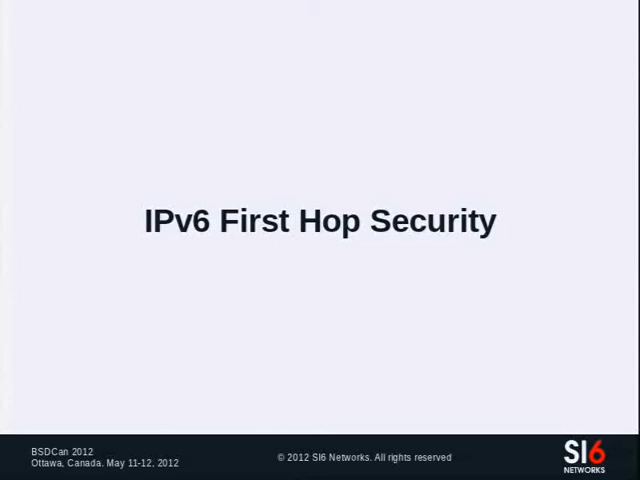 IPv6 First Hop Security
BSDCan 2012
Ottawa, Canada. May 11-12, 2012
© 2012 SI6 Networks. All rights reserved
SI6
NETWORKS